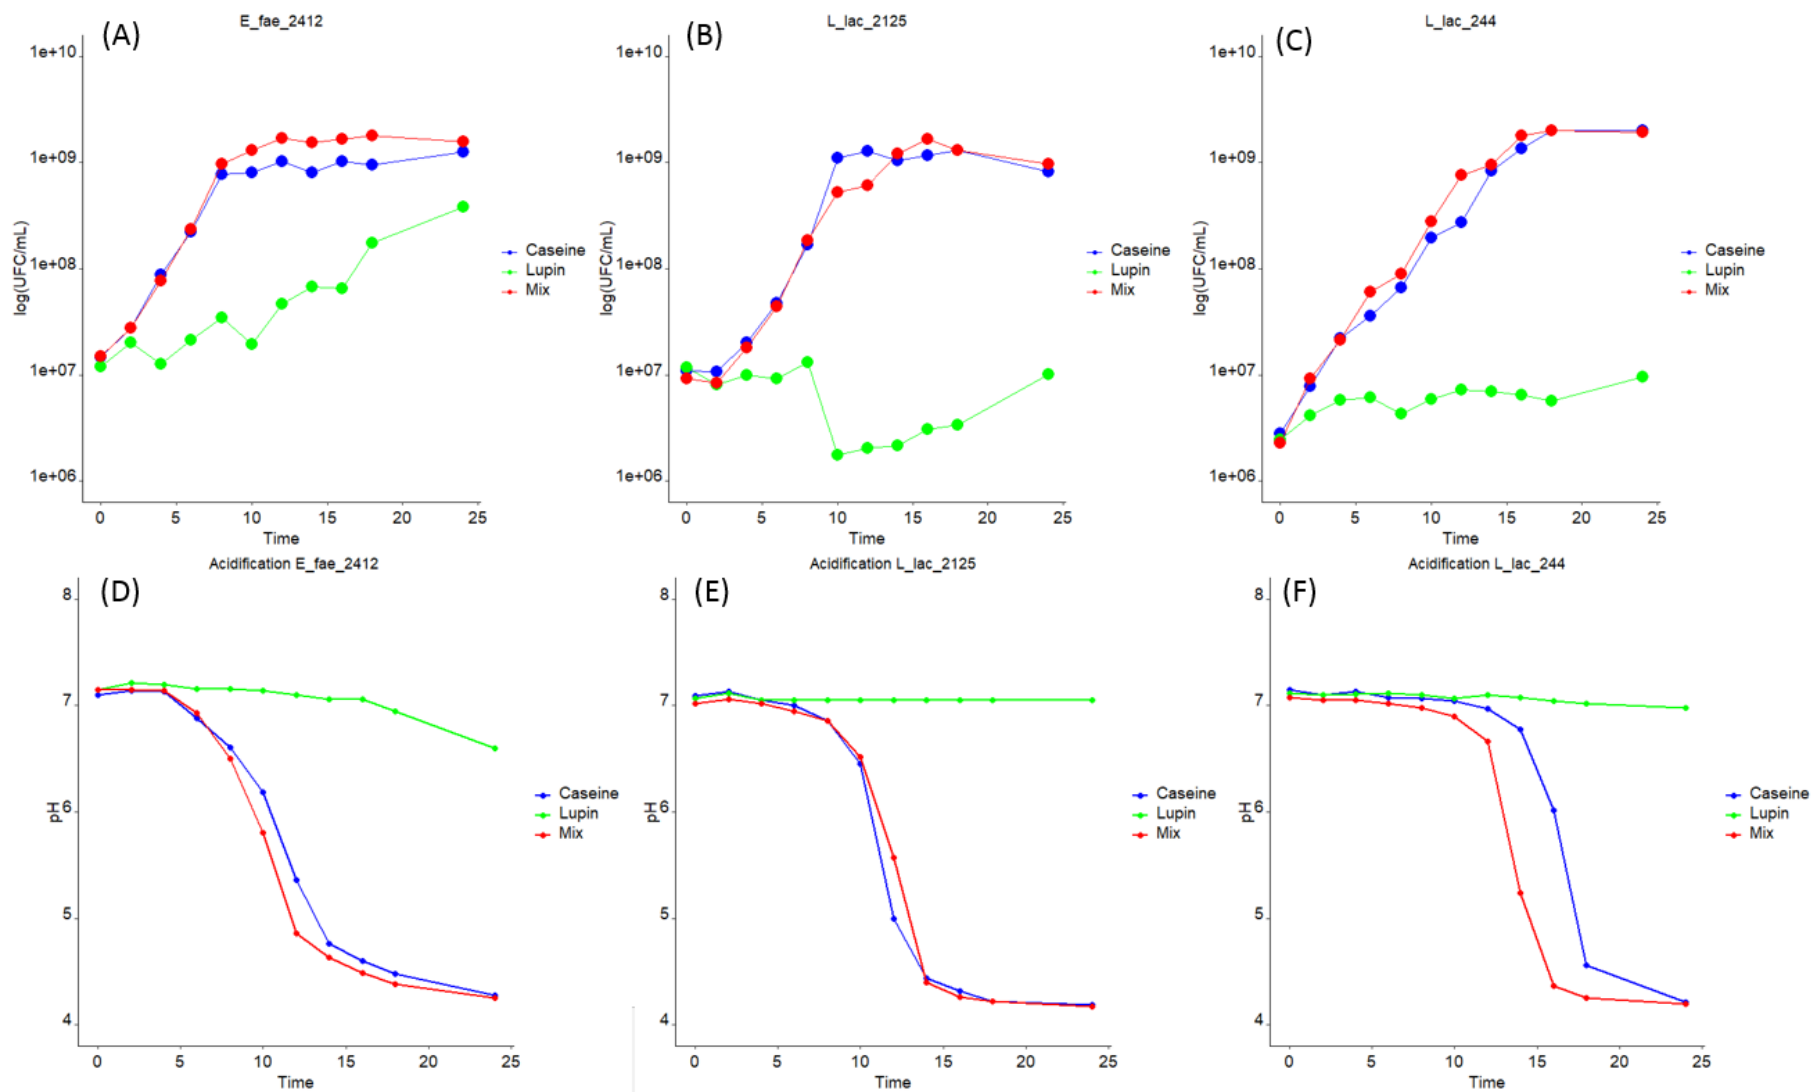 E_fae_2412
(A)
1e+10
1e+09
1e+08
1e+07
1e+06
log(UFC/mL)
0 5 10 15 20 25
Time
Caseine
Lupin
Mix
L_lac_2125
(B)
1e+10
1e+09
1e+08
1e+07
1e+06
log(UFC/mL)
0 5 10 15 20 25
Time
Caseine
Lupin
Mix
L_lac_244
(C)
1e+10
1e+09
1e+08
1e+07
1e+06
log(UFC/mL)
0 5 10 15 20 25
Time
Caseine
Lupin
Mix
Acidification E_fae_2412
(D)
8
7
6
5
4
pH
0 5 10 15 20 25
Time
Caseine
Lupin
Mix
Acidification L_lac_2125
(E)
8
7
6
5
4
pH
0 5 10 15 20 25
Time
Caseine
Lupin
Mix
Acidification L_lac_244
(F)
8
7
6
5
4
pH
0 5 10 15 20 25
Time
Caseine
Lupin
Mix